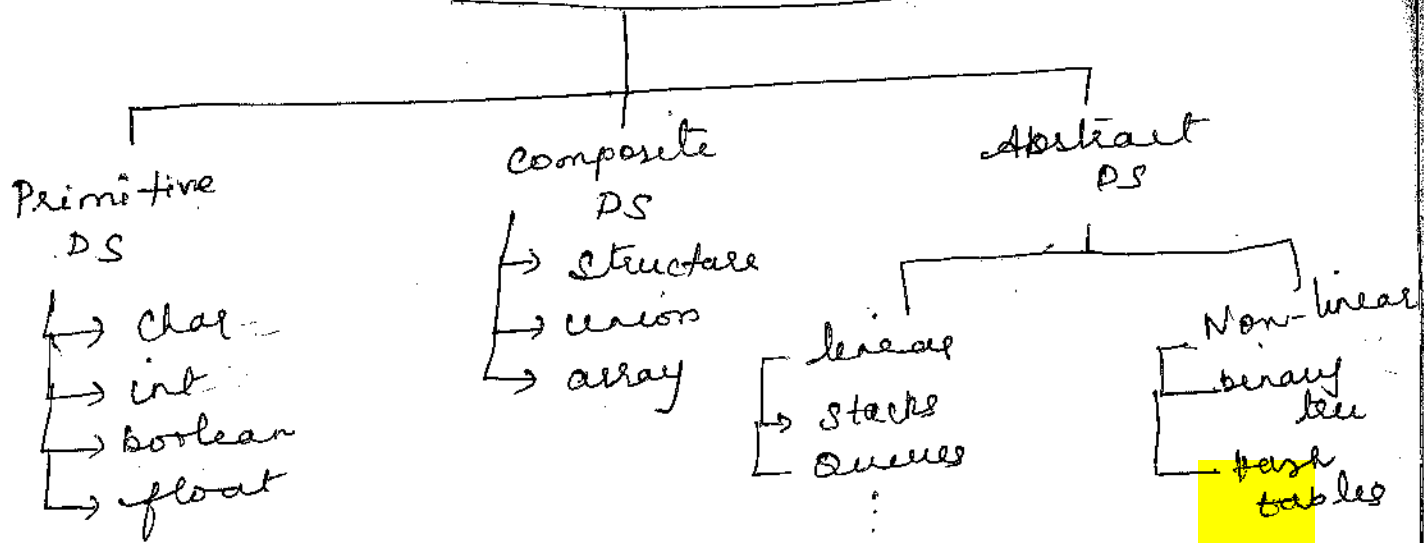 Primitive
DS
char
int
boolean
float
Composite
DS
structure
union
array
Abstract
DS
linear
stacks
Queues
Non-linear
binary
tree
Hash
tables